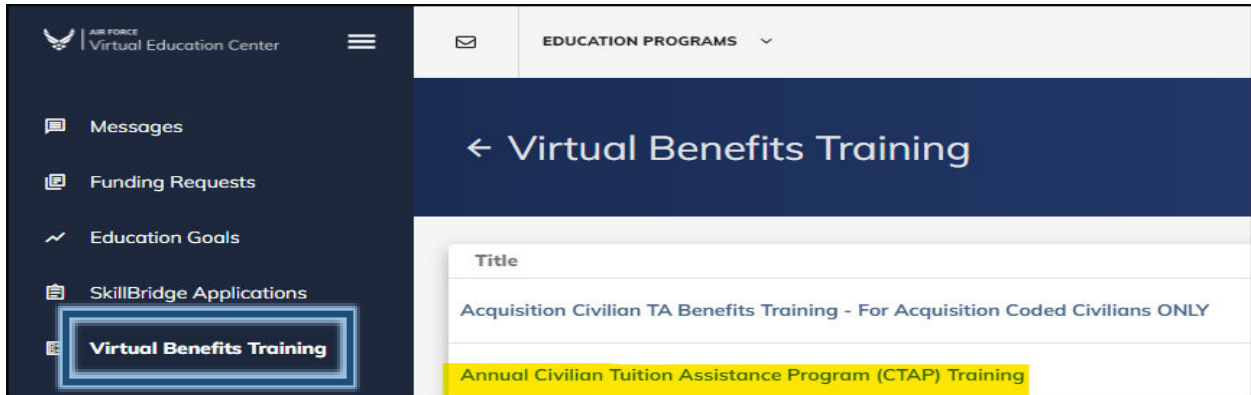 AIR FORCE
Virtual Education Center
EDUCATION PROGRAMS
Messages
Funding Requests
Education Goals
SkillBridge Applications
Virtual Benefits Training
Virtual Benefits Training
Title
Acquisition Civilian TA Benefits Training - For Acquisition Coded Civilians ONLY
Annual Civilian Tuition Assistance Program (CTAP) Training